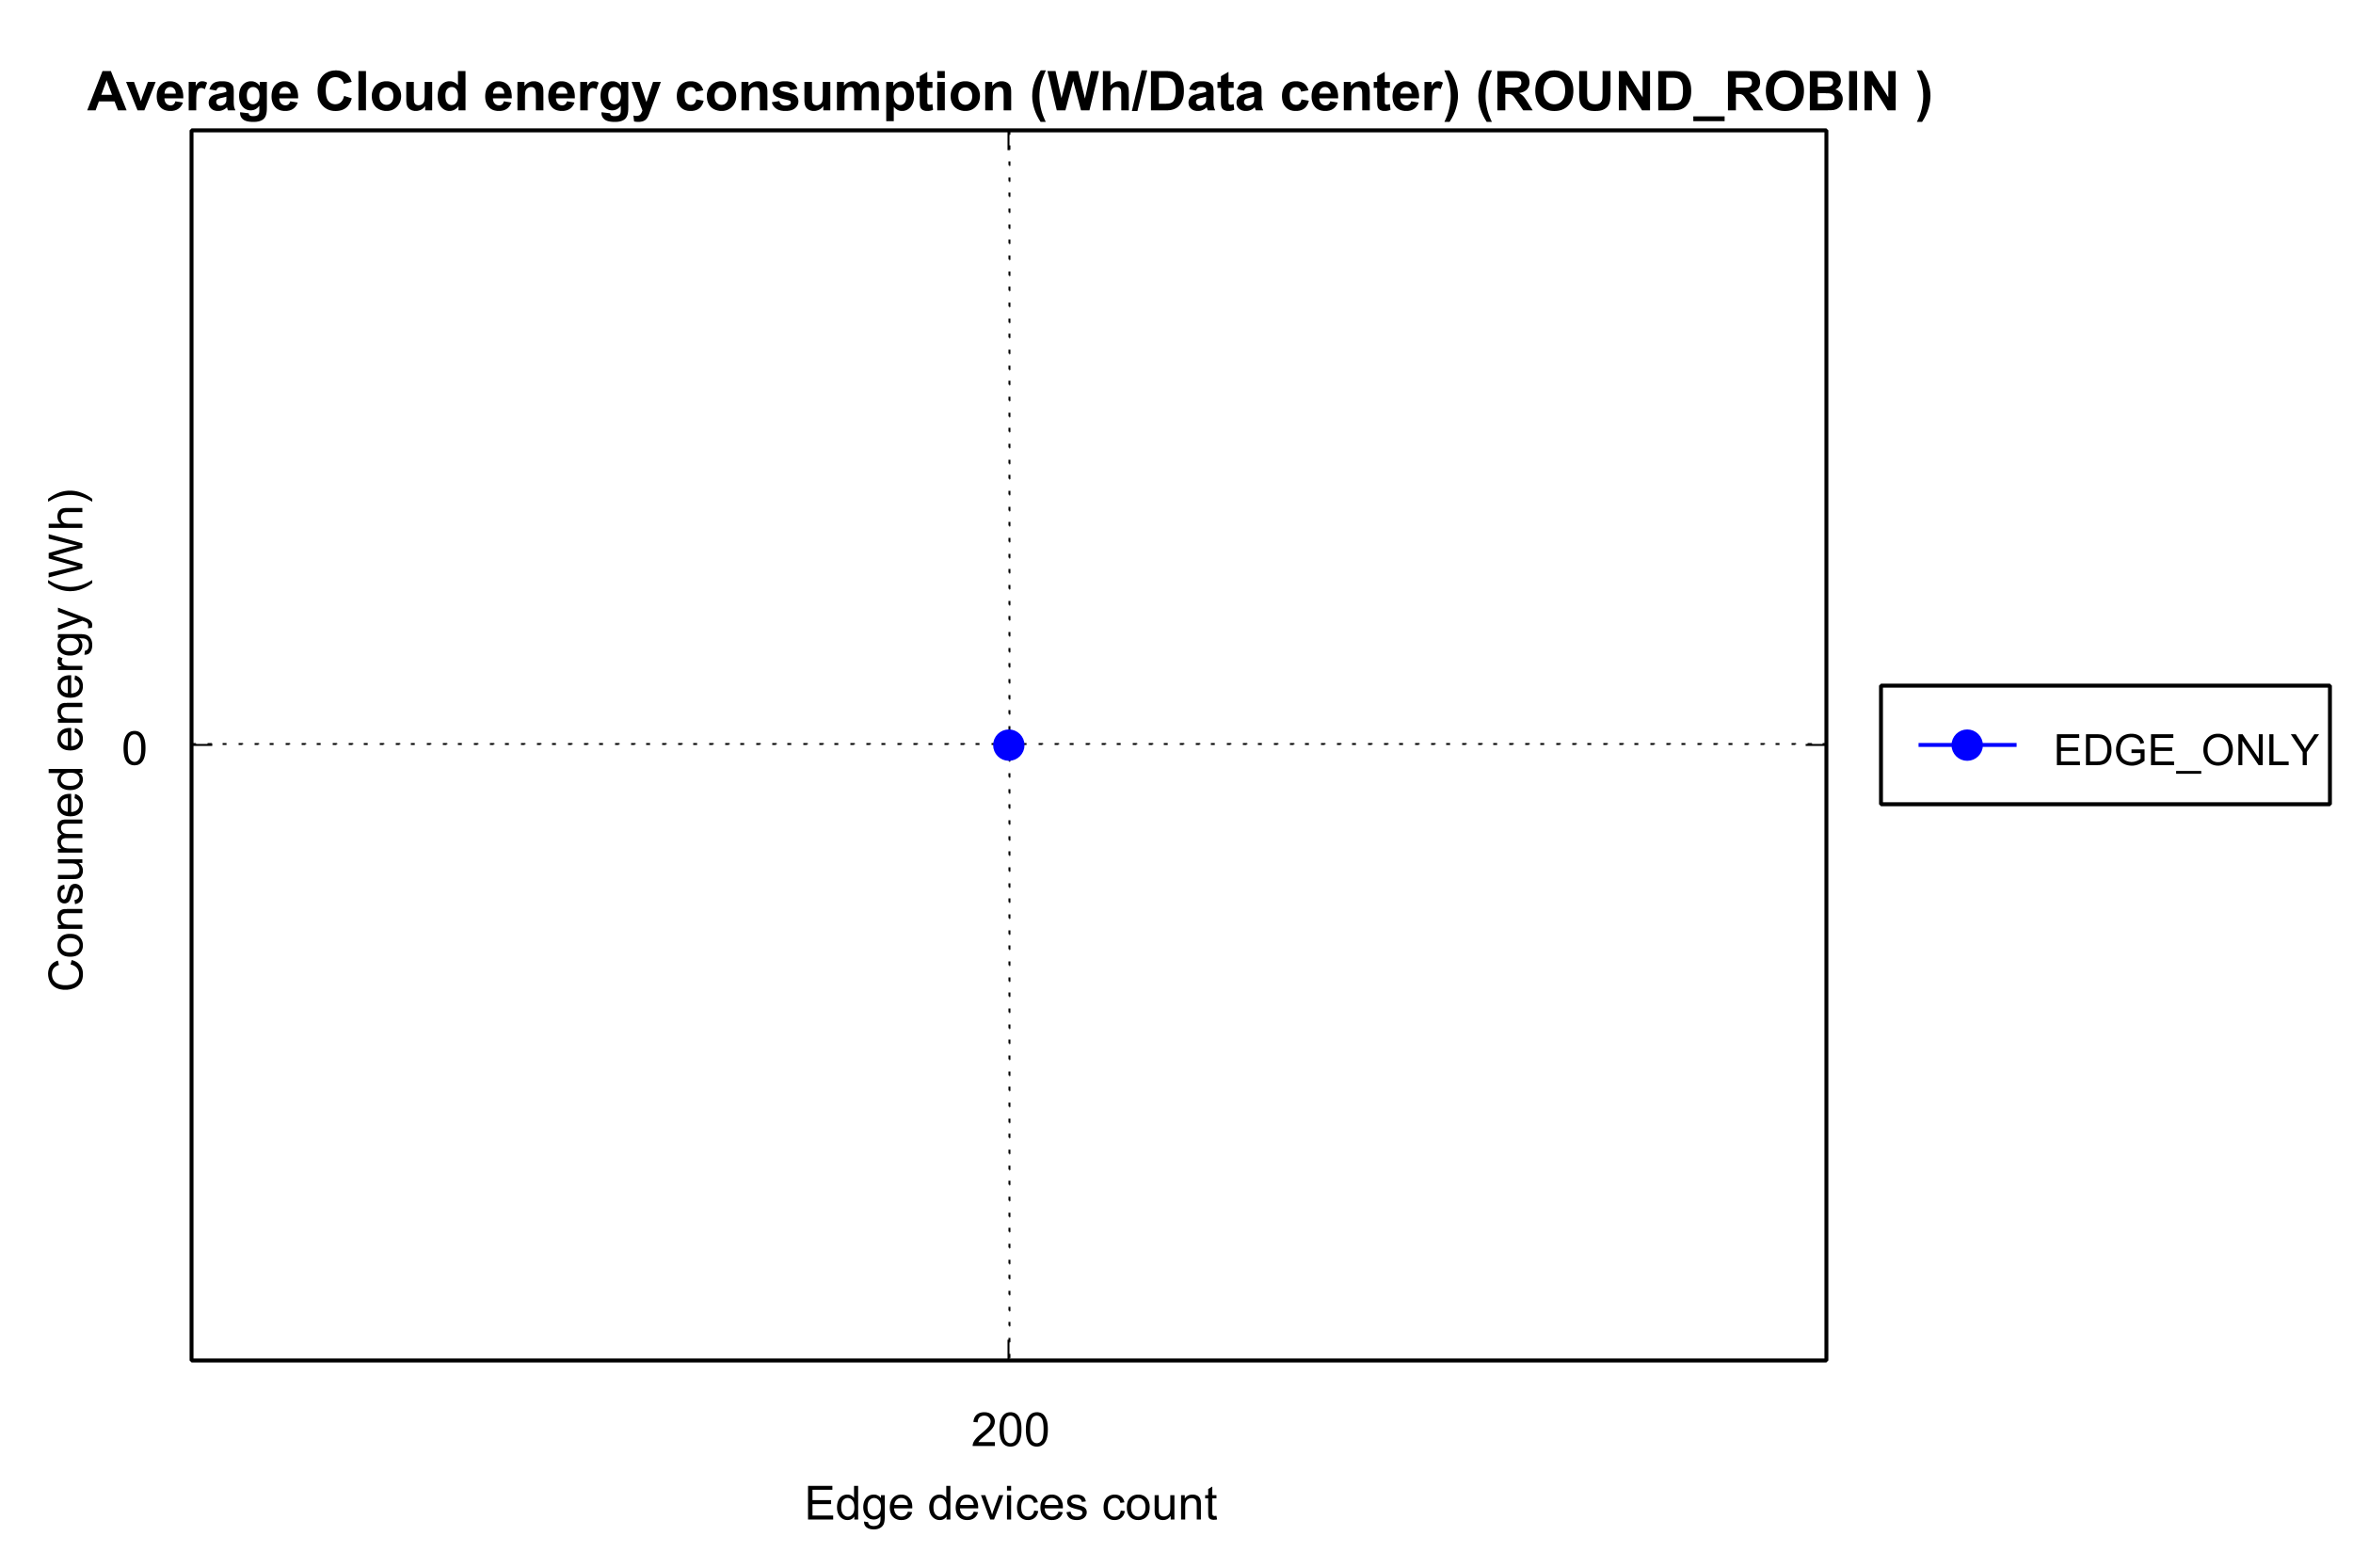 Average Cloud energy consumption (Wh/Data center) (ROUND_ROBIN )
Consumed energy (Wh)
0
EDGE_ONLY
200
Edge devices count